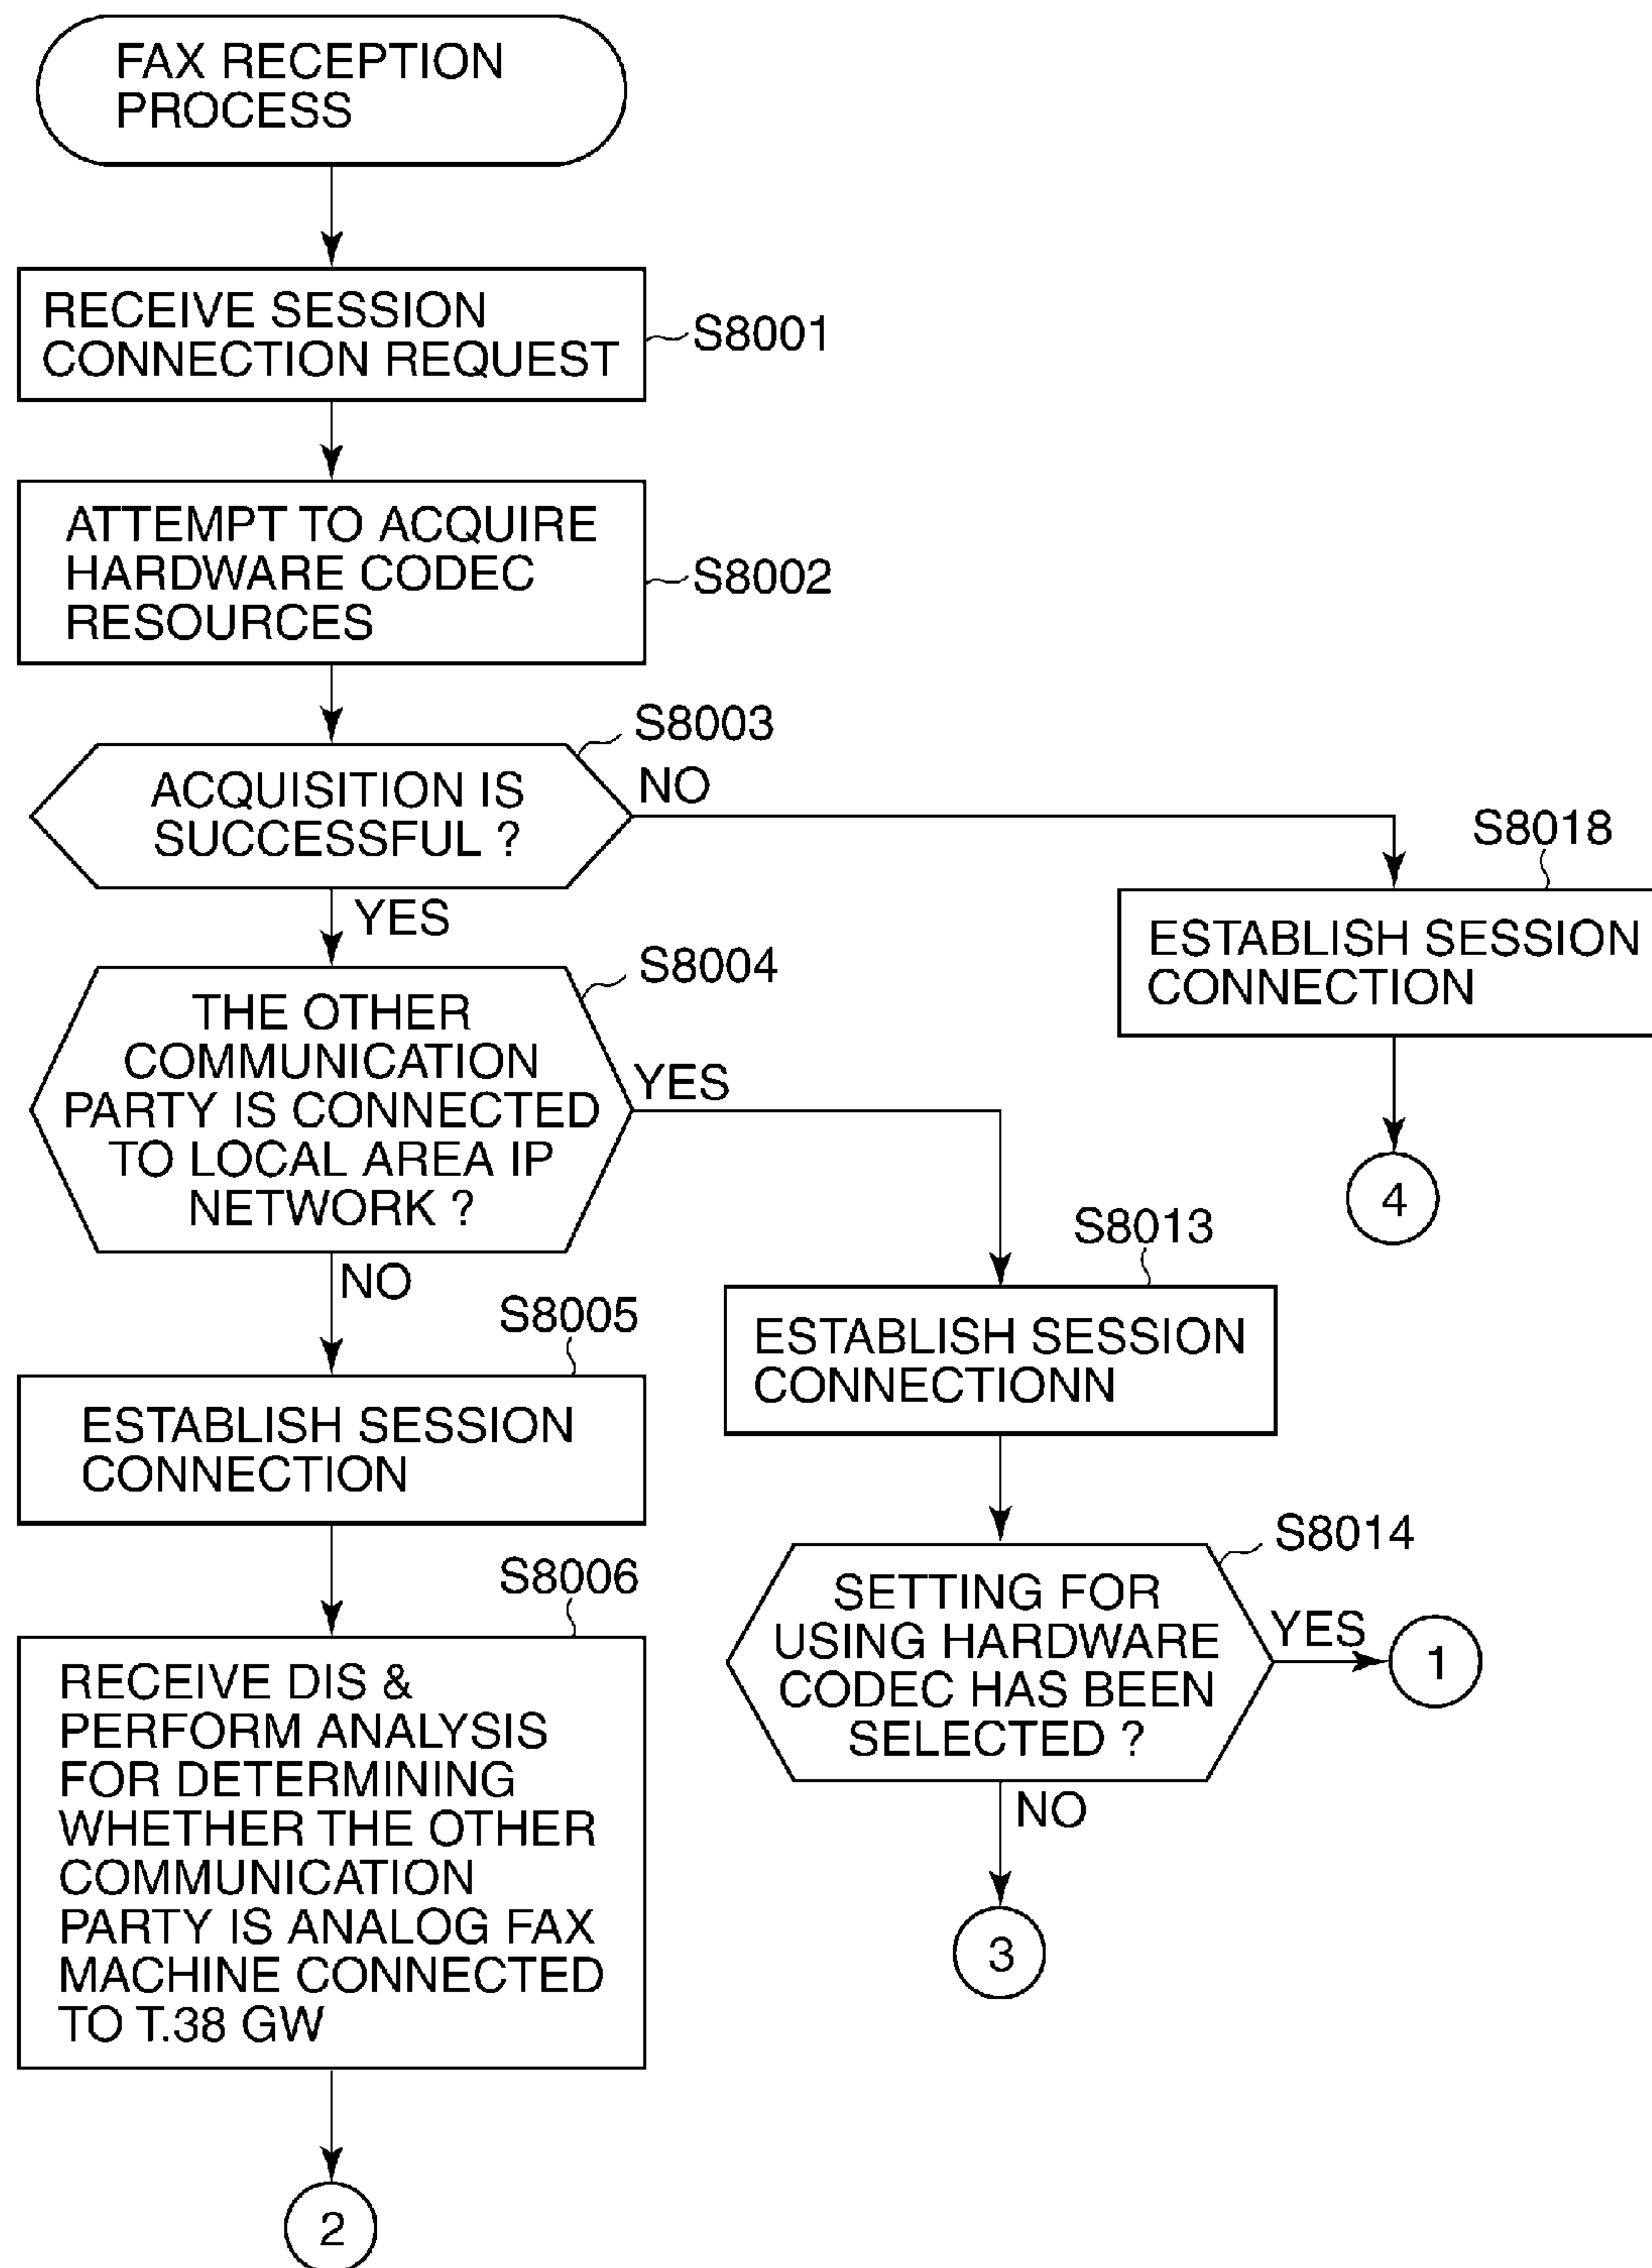 FAX RECEPTION
PROCESS
RECEIVE SESSION
CONNECTION REQUEST
S8001
ATTEMPT TO ACQUIRE
HARDWARE CODEC
RESOURCES
S8002
S8003
ACQUISITION IS
SUCCESSFUL ?
NO
YES
S8018
ESTABLISH SESSION
CONNECTION
4
S8004
THE OTHER
COMMUNICATION
PARTY IS CONNECTED
TO LOCAL AREA IP
NETWORK ?
YES
NO
S8013
ESTABLISH SESSION
CONNECTIONN
S8005
ESTABLISH SESSION
CONNECTION
S8014
SETTING FOR
USING HARDWARE
CODEC HAS BEEN
SELECTED ?
YES
1
NO
3
S8006
RECEIVE DIS &
PERFORM ANALYSIS
FOR DETERMINING
WHETHER THE OTHER
COMMUNICATION
PARTY IS ANALOG FAX
MACHINE CONNECTED
TO T.38 GW
2